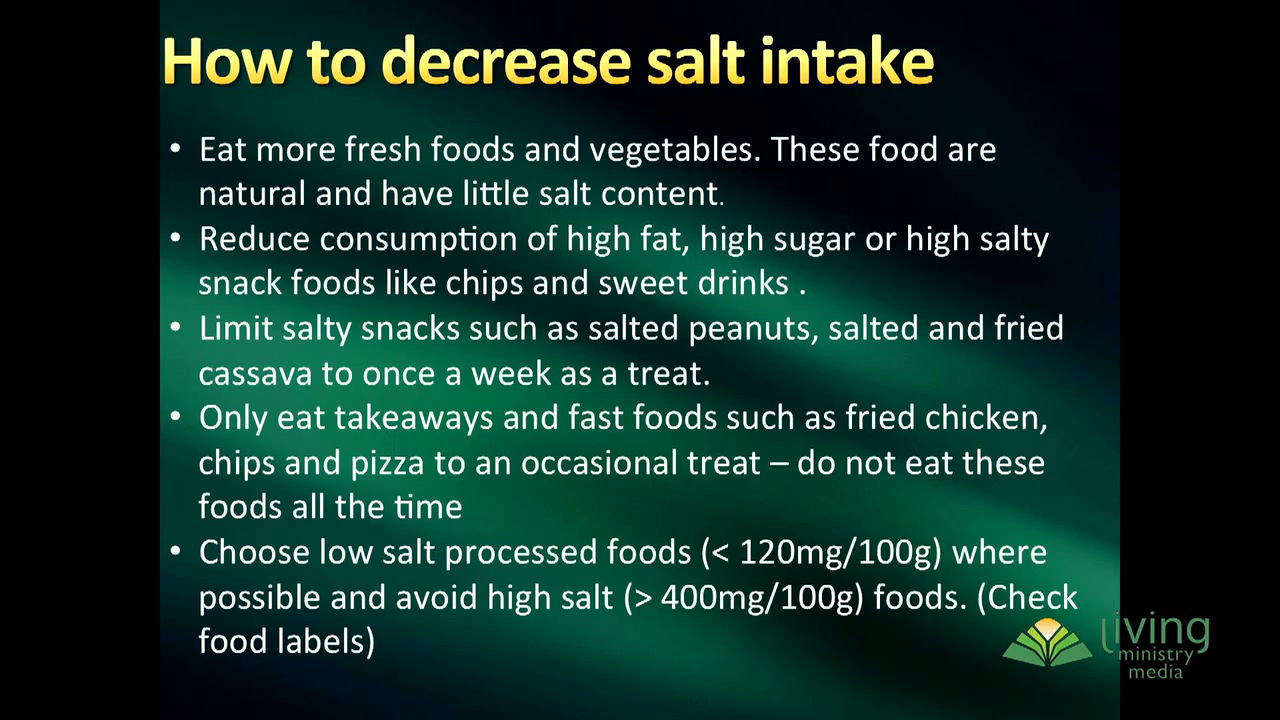 How to decrease salt intake
• Eat more fresh foods and vegetables. These food are
natural and have little salt content.
• Reduce consumption of high fat, high sugar or high salty
snack foods like chips and sweet drinks .
• Limit salty snacks such as salted peanuts, salted and fried
cassava to once a week as a treat.
• Only eat takeaways and fast foods such as fried chicken,
chips and pizza to an occasional treat – do not eat these
foods all the time
• Choose low salt processed foods (< 120mg/100g) where
possible and avoid high salt (> 400mg/100g) foods. (Check
food labels)
living
ministry
media